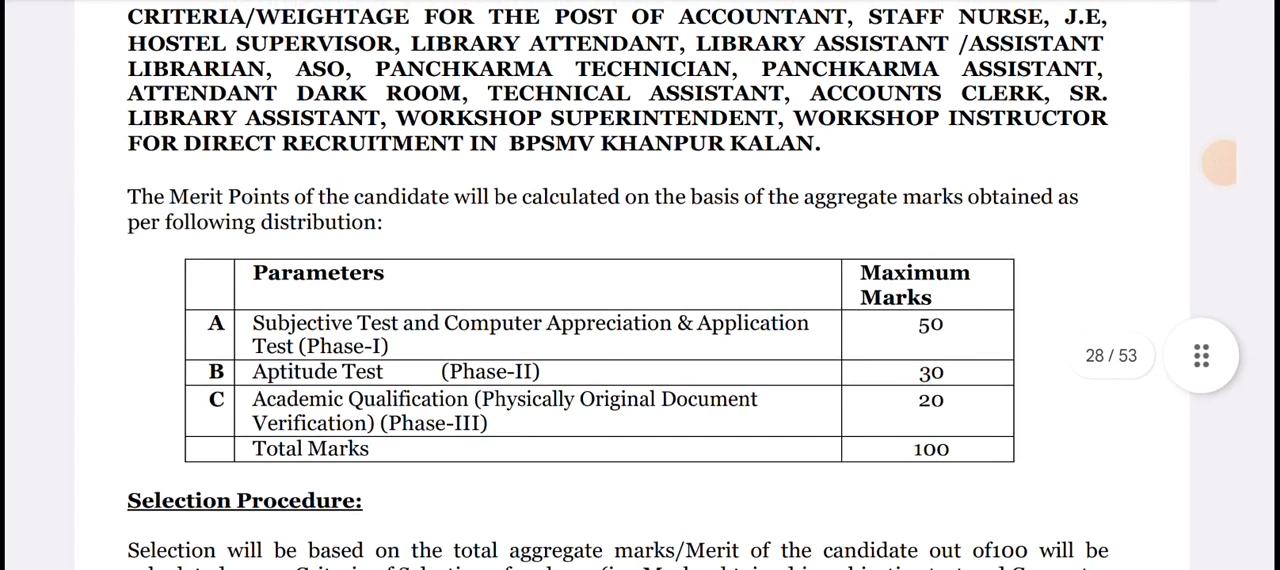 CRITERIA/WEIGHTAGE FOR THE POST OF ACCOUNTANT, STAFF NURSE, J.E,
HOSTEL SUPERVISOR, LIBRARY ATTENDANT, LIBRARY ASSISTANT /ASSISTANT
LIBRARIAN, ASO, PANCHKARMA TECHNICIAN, PANCHKARMA ASSISTANT,
ATTENDANT DARK ROOM, TECHNICAL ASSISTANT, ACCOUNTS CLERK, SR.
LIBRARY ASSISTANT, WORKSHOP SUPERINTENDENT, WORKSHOP INSTRUCTOR
FOR DIRECT RECRUITMENT IN BPSMV KHANPUR KALAN.
The Merit Points of the candidate will be calculated on the basis of the aggregate marks obtained as
per following distribution:
Parameters Maximum
Marks
A Subjective Test and Computer Appreciation & Application 50
Test (Phase-I)
B Aptitude Test (Phase-II) 30
C Academic Qualification (Physically Original Document 20
Verification) (Phase-III)
Total Marks 100
28 / 53
Selection Procedure:
Selection will be based on the total aggregate marks/Merit of the candidate out of100 will be